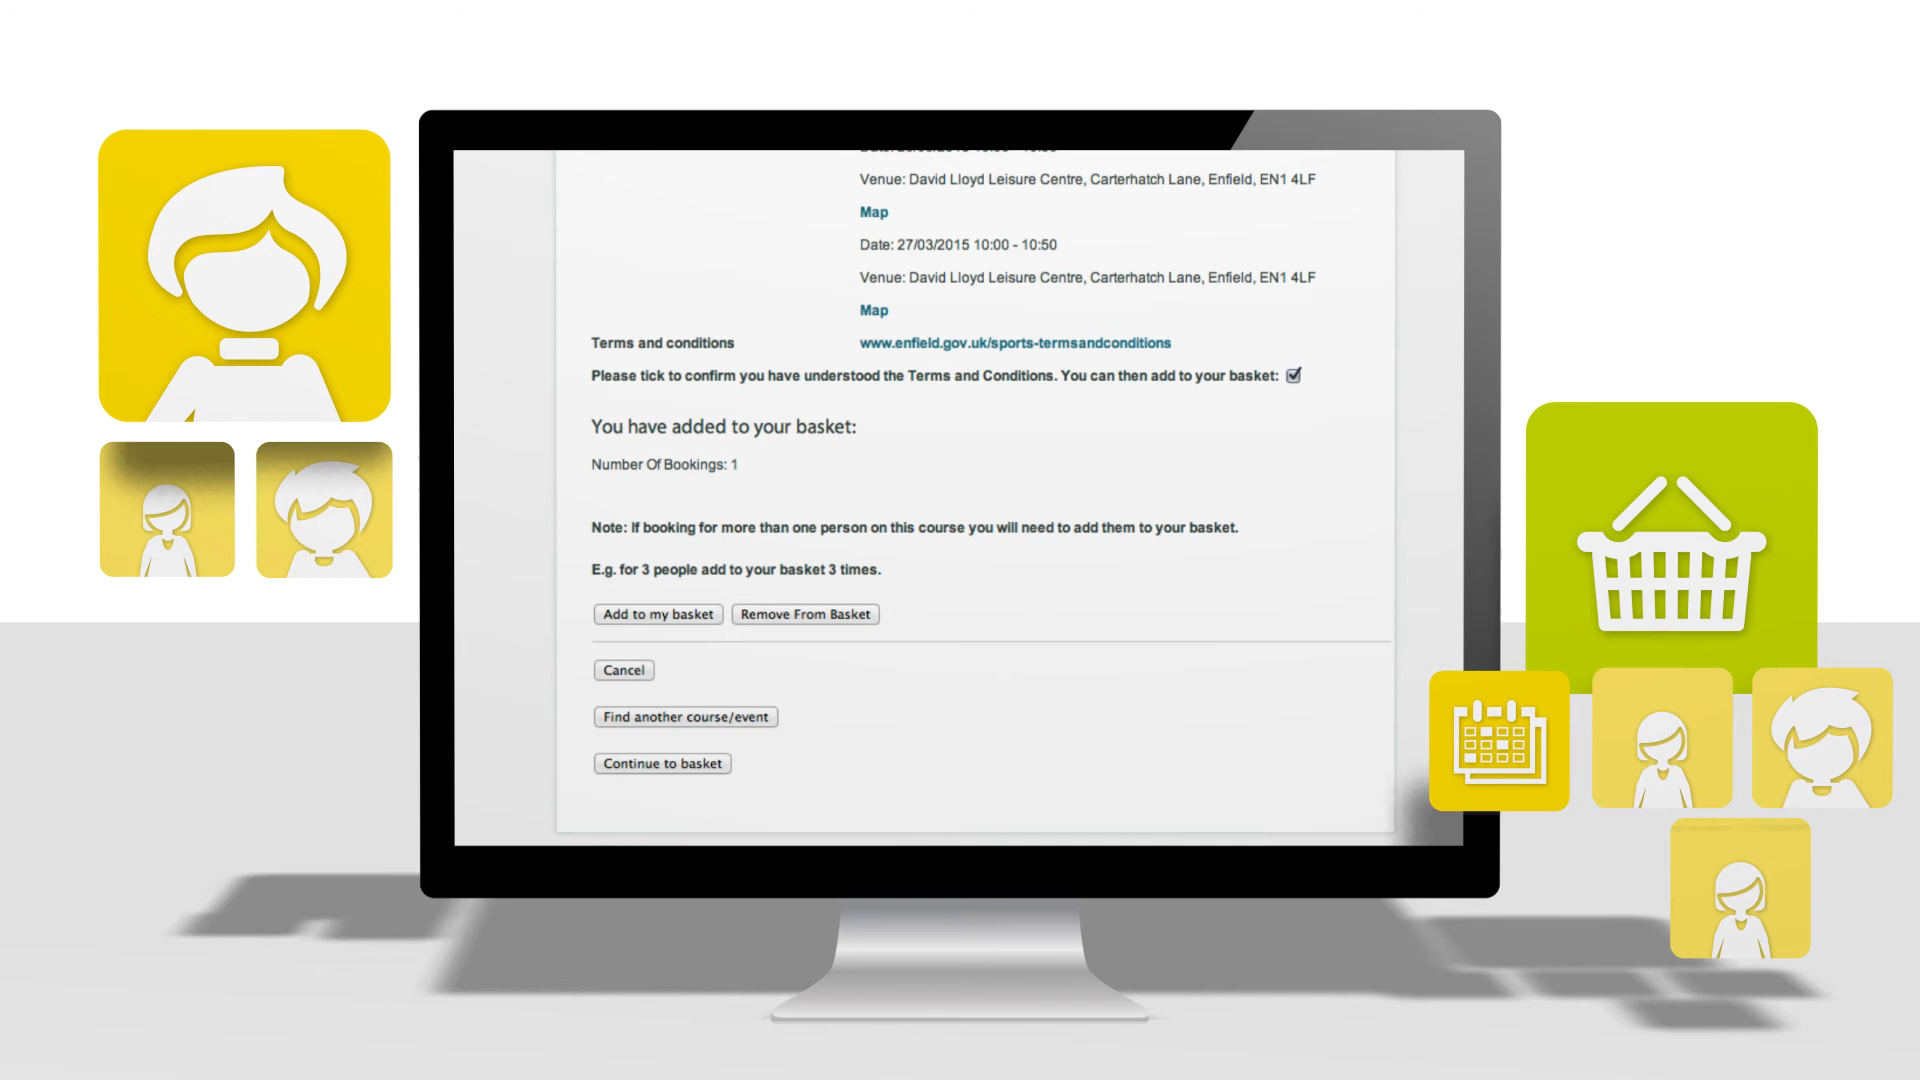 Venue: David Lloyd Leisure Centre, Carterhatch Lane, Enfield, EN1 4LF
Map
Date: 27/03/2015 10:00 - 10:50
Venue: David Lloyd Leisure Centre, Carterhatch Lane, Enfield, EN1 4LF
Map
Terms and conditions www.enfield.gov.uk/sports-termsandconditions
Please tick to confirm you have understood the Terms and Conditions. You can then add to your basket:
You have added to your basket:
Number Of Bookings: 1
Note: If booking for more than one person on this course you will need to add them to your basket.
E.g. for 3 people add to your basket 3 times.
Add to my basket Remove From Basket
Cancel
Find another course/event
Continue to basket